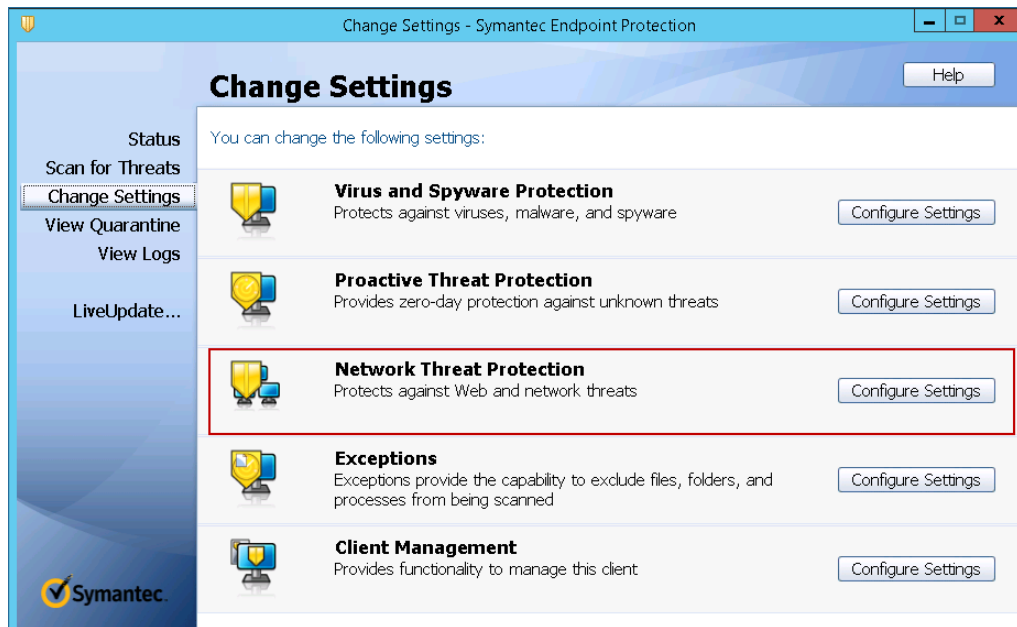 Change Settings - Symantec Endpoint Protection
Change Settings
Help
Status
Scan for Threats
Change Settings
View Quarantine
View Logs
LiveUpdate...
You can change the following settings:
Virus and Spyware Protection
Protects against viruses, malware, and spyware
Configure Settings
Proactive Threat Protection
Provides zero-day protection against unknown threats
Configure Settings
Network Threat Protection
Protects against Web and network threats
Configure Settings
Exceptions
Exceptions provide the capability to exclude files, folders, and
processes from being scanned
Configure Settings
Client Management
Provides functionality to manage this client
Configure Settings
Symantec.